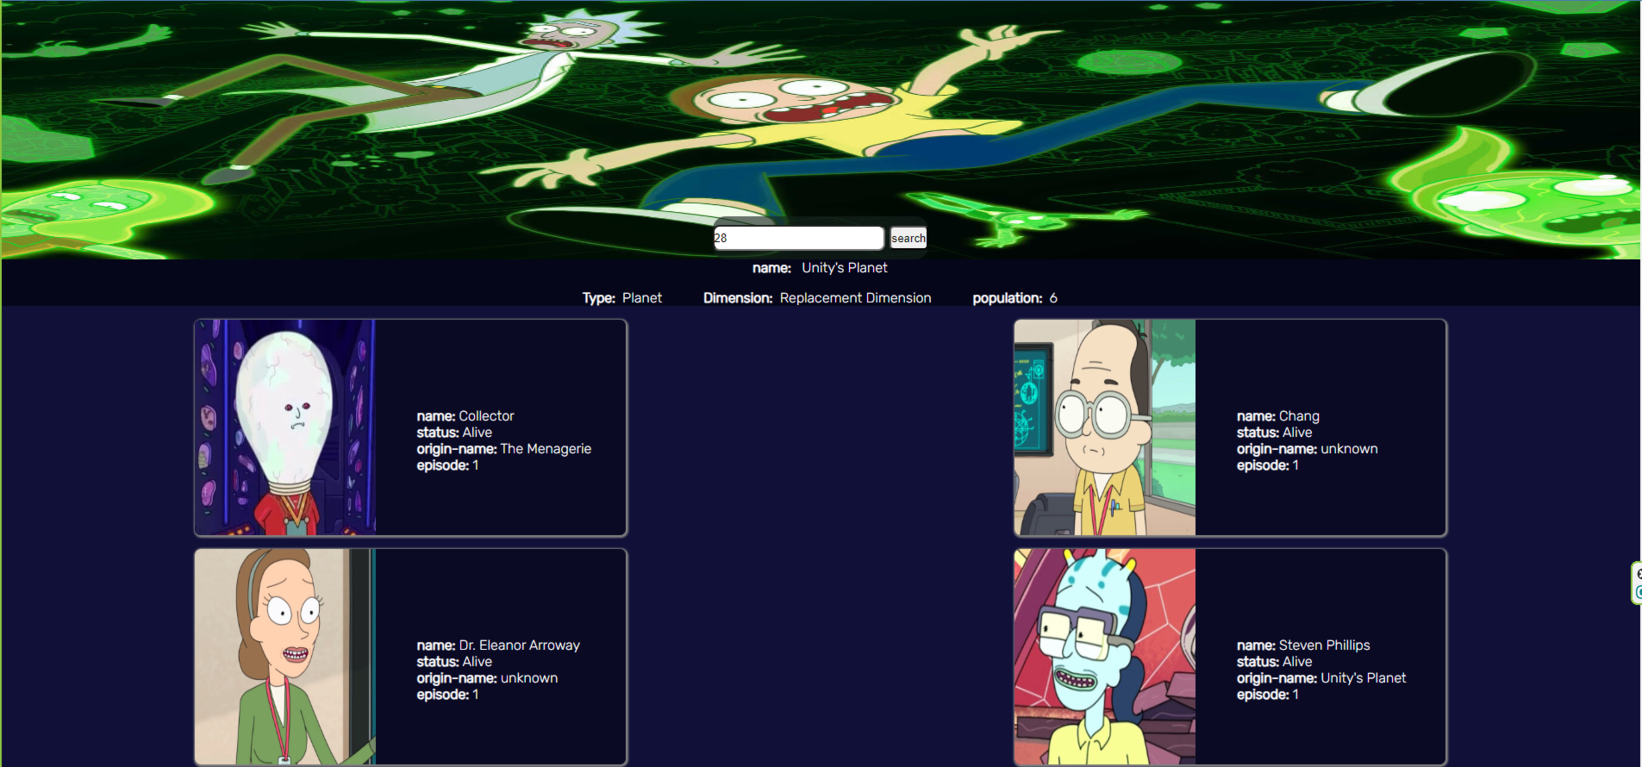 28
search
name: Unity's Planet
Type: Planet Dimension: Replacement Dimension population: 6
name: Collector
status: Alive
origin-name: The Menagerie
episode: 1
name: Chang
status: Alive
origin-name: unknown
episode: 1
name: Dr. Eleanor Arroway
status: Alive
origin-name: unknown
episode: 1
name: Steven Phillips
status: Alive
origin-name: Unity's Planet
episode: 1